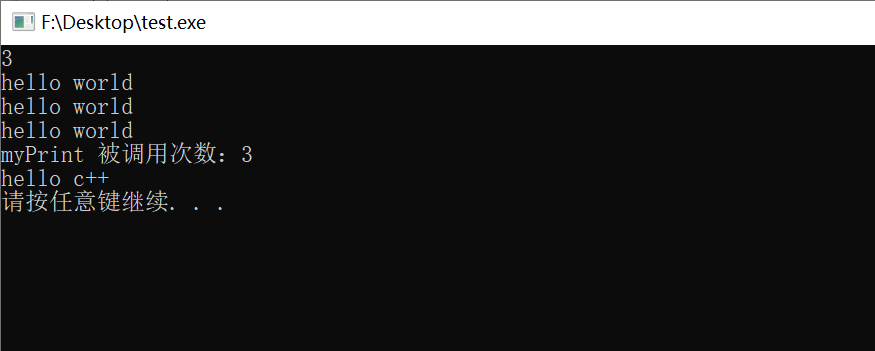 F:\Desktop\test.exe
3
hello world
hello world
hello world
myPrint 被调用次数：3
hello c++
请按任意键继续. . .